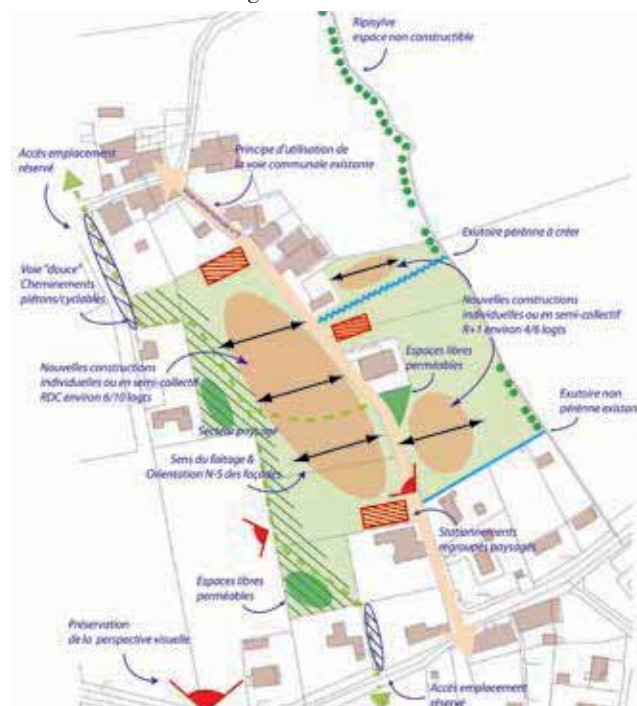 Ripisylve
espace non constructible
Accès emplacement
réservé
Principe d'utilisation de
la voie communale existante
Exutoire pérenne à créer
Voie "douce"
Cheminements
piétons/cyclables
Nouvelles constructions
individuelles ou en semi-collectif
R+1 environ 4/6 logts
Nouvelles constructions
individuelles ou en semi-collectif
RDC environ 6/10 logts
Espaces libres
perméables
Exutoire non
pérenne existant
Secteur paysagé
Sens du faîtage &
Orientation N-S des façades
Stationnements
regroupés paysagés
Espaces libres
perméables
Préservation
de la perspective visuelle
Accès emplacement
réservé